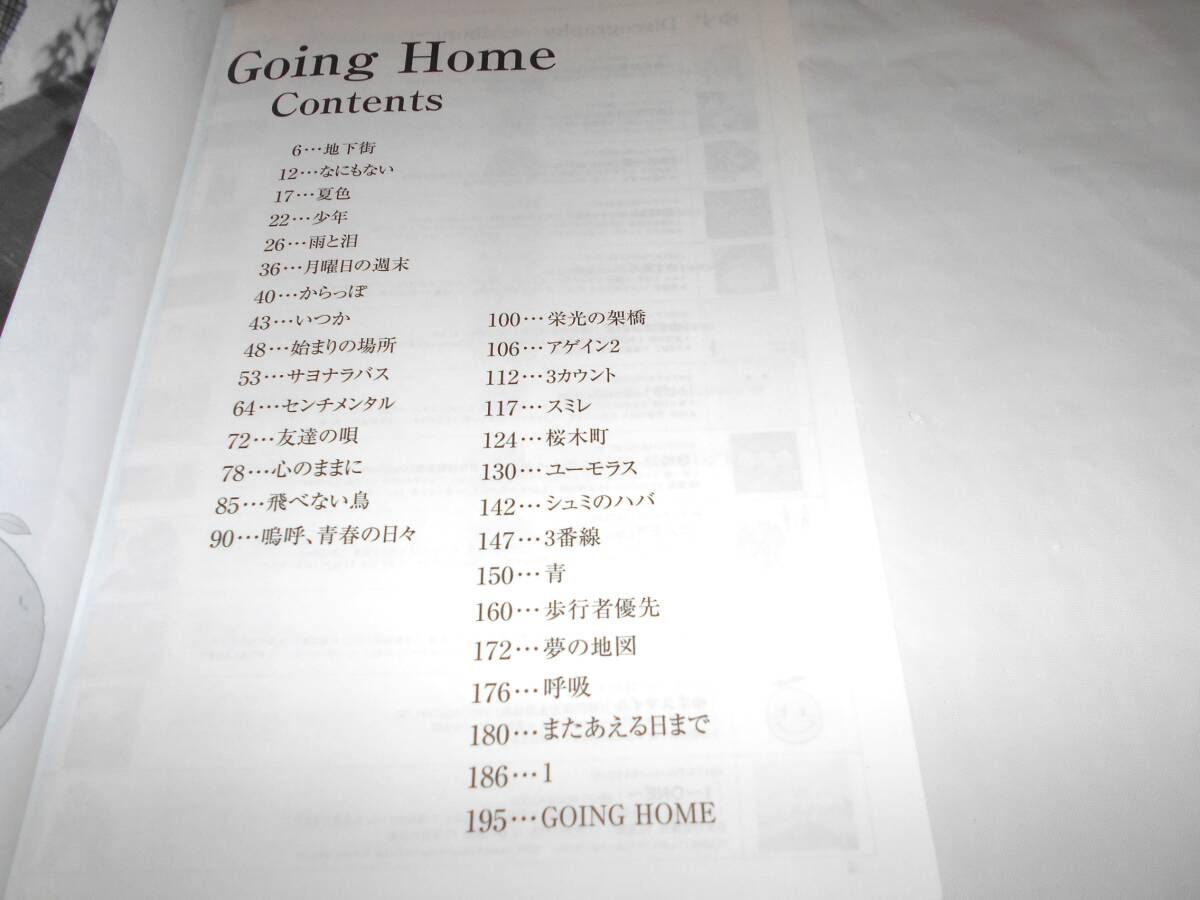 Going Home
Contents
6…地下街
12…なにもない
17…夏色
22…少年
26…雨と泪
36…月曜日の週末
40…からっぽ
43…いつか
48…始まりの場所
53…サヨナラバス
64…センチメンタル
72…友達の唄
78…心のままに
85…飛べない鳥
90…嗚呼、青春の日々
100…栄光の架橋
106…アゲイン2
112…3カウント
117…スミレ
124…桜木町
130…ユーモラス
142…シュミのハバ
147…3番線
150…青
160…歩行者優先
172…夢の地図
176…呼吸
180…またあえる日まで
186…1
195…GOING HOME